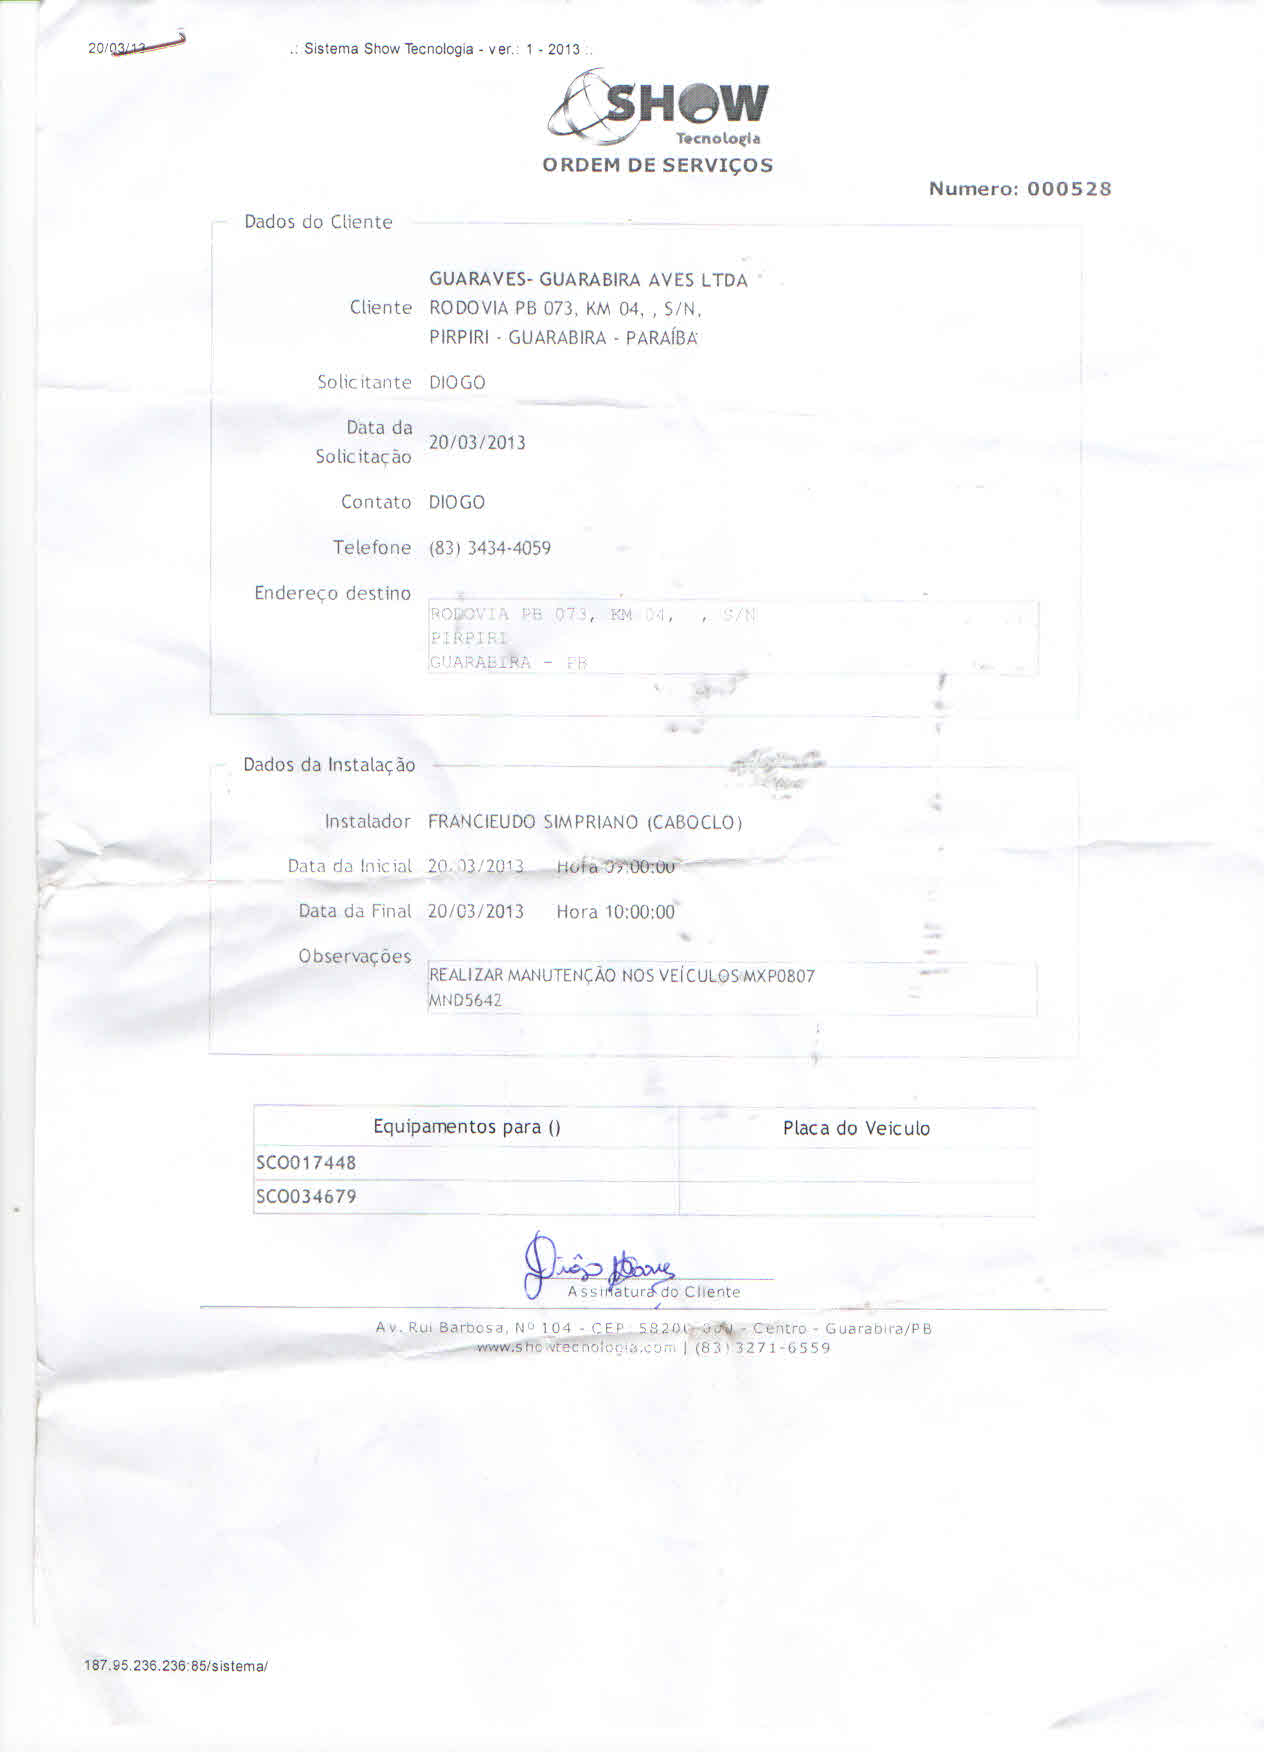 20/03/13
.: Sistema Show Tecnologia - ver.: 1 - 2013 :.
SHOW
Tecnologia
ORDEM DE SERVIÇOS
Numero: 000528
Dados do Cliente
GUARAVES- GUARABIRA AVES LTDA
Cliente RODOVIA PB 073, KM 04, , S/N,
PIRPIRI - GUARABIRA - PARAÍBA
Solicitante DIOGO
Data da
Solicitação 20/03/2013
Contato DIOGO
Telefone (83) 3434-4059
Endereço destino
RODOVIA PB 073, KM 04, , S/N
PIRPIRI
GUARABIRA - PB
Dados da Instalação
Instalador FRANCIEUDO SIMPRIANO (CABOCLO)
Data da Inicial 20/03/2013 Hora 09:00:00
Data da Final 20/03/2013 Hora 10:00:00
Observações
REALIZAR MANUTENÇÃO NOS VEÍCULOS MXP0807
MND5642
Equipamentos para () Placa do Veiculo
SCO017448
SCO034679
Assinatura do Cliente
Av. Rui Barbosa, Nº 104 - CEP: - Centro - Guarabira/PB
www.showtecnologia.com | (83) 3271-6559
187.95.236.236:85/sistema/